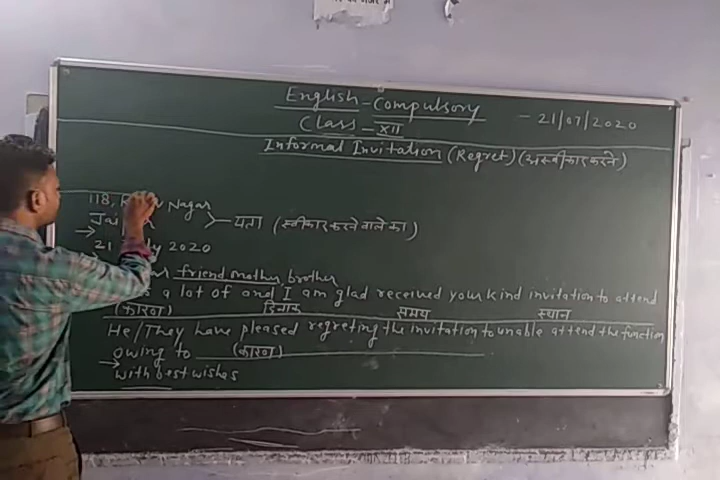 English - Compulsory
- 21/07/2020
Class - XII
Informal Invitation (Regret) (अस्वीकार करने)
118, Nagar
पता (स्वीकार करने वाले का)
21 2020
friend mother, brother
a lot of and I am glad received your kind invitation to attend
(कारण) दिनांक समय स्थान
He/They have pleased regreting the invitation to unable attend the function
owing to (कारण)
with best wishes